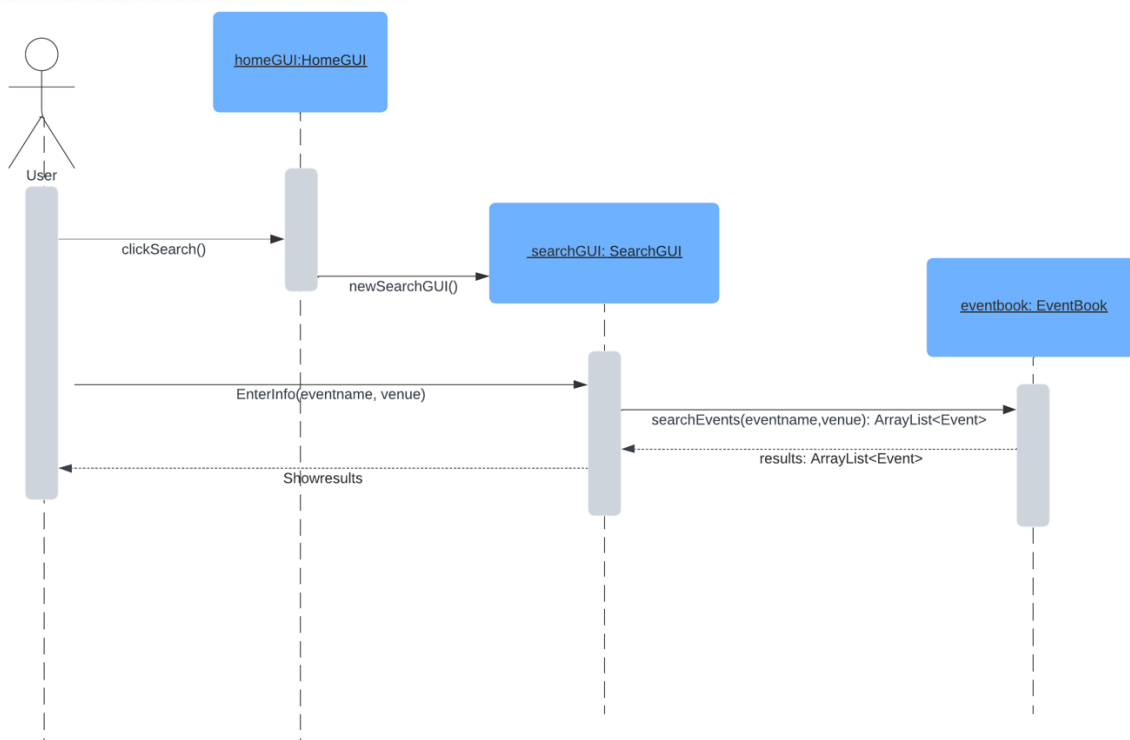 homeGUI:HomeGUI
User
clickSearch()
searchGUI: SearchGUI
newSearchGUI()
eventbook: EventBook
EnterInfo(eventname, venue)
searchEvents(eventname,venue): ArrayList<Event>
results: ArrayList<Event>
Showresults